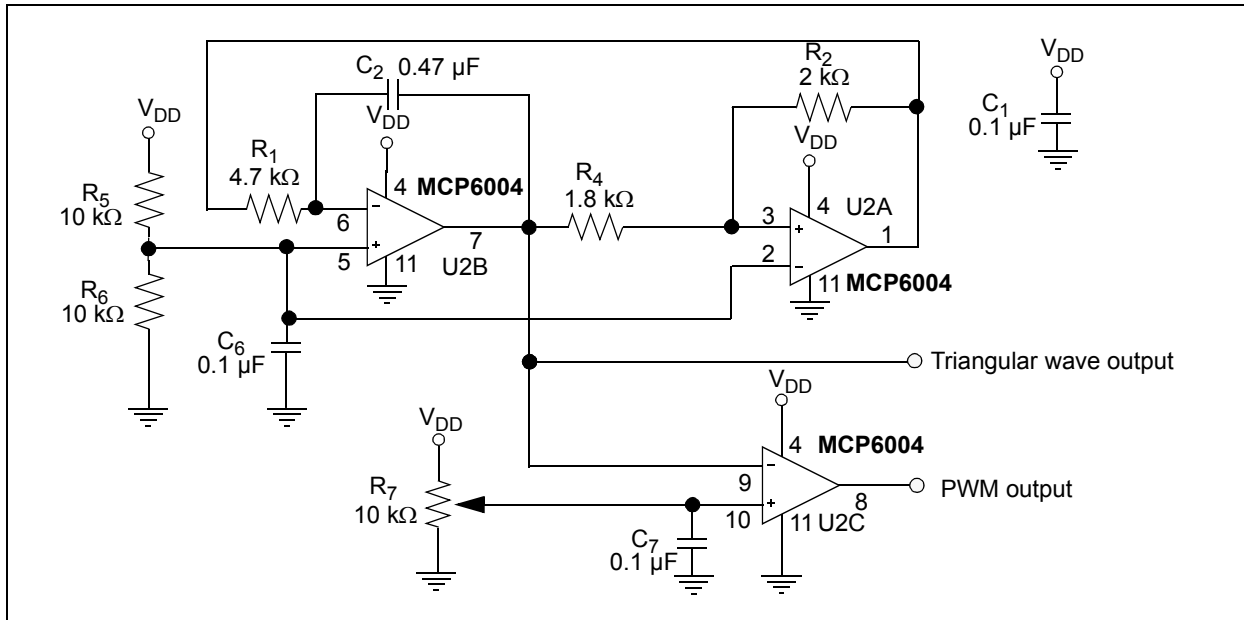 C2 0.47 µF
R2
2 kΩ
VDD
C1
0.1 µF
VDD
VDD
VDD
R1
4.7 kΩ
4
MCP6004
R4
1.8 kΩ
4
U2A
R5
10 kΩ
6
-
+
5
7
U2B
11
3
+
2
-
1
11
MCP6004
R6
10 kΩ
C6
0.1 µF
Triangular wave output
VDD
VDD
4
MCP6004
R7
10 kΩ
9
-
+
10
8
PWM output
11
U2C
C7
0.1 µF